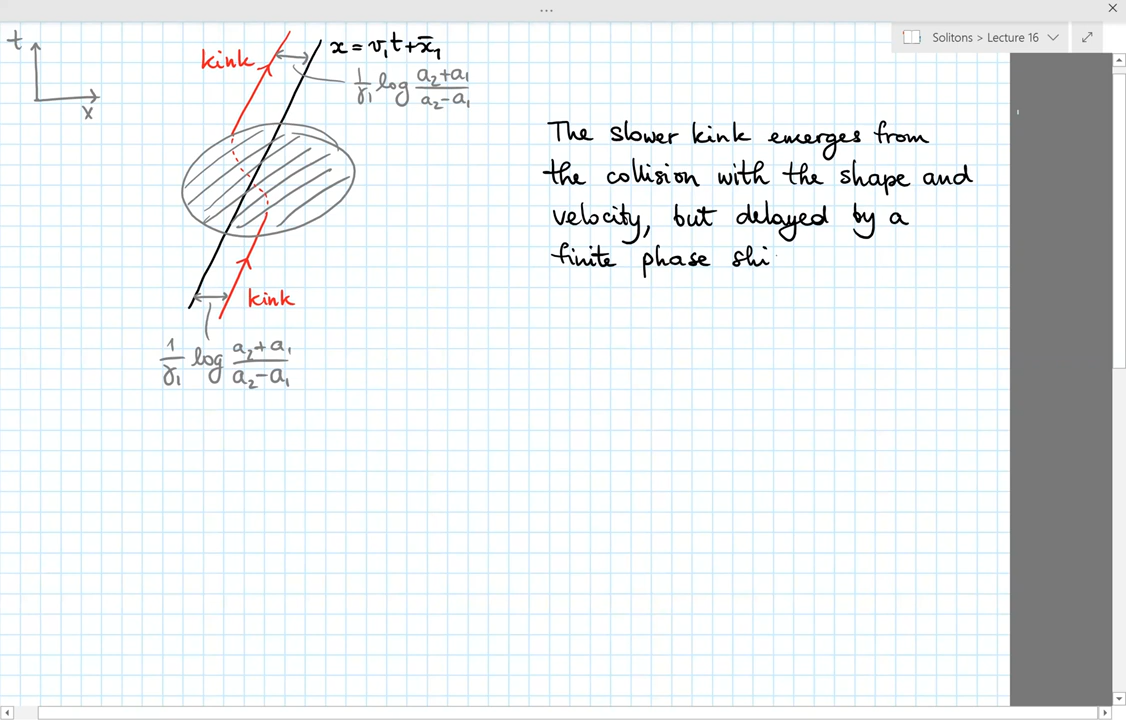 Solitons > Lecture 16
t
x
kink
x = v₁t + x̄₁
1/γ₁ log (a₂+a₁)/(a₂−a₁)
The slower kink emerges from
the collision with the shape and
velocity, but delayed by a
finite phase shi
kink
1/γ₁ log (a₂+a₁)/(a₂−a₁)